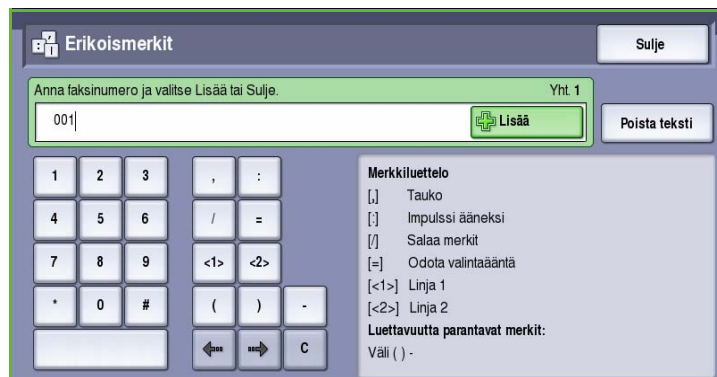 Erikoismerkit
Sulje
Anna faksinumero ja valitse Lisää tai Sulje.
Yht. 1
001
Lisää
Poista teksti
1 2 3 , :
4 5 6 / =
7 8 9 <1> <2>
* 0 # ( ) -
C
Merkkiluettelo
[,] Tauko
[:] Impulssi ääneksi
[/] Salaa merkit
[=] Odota valintaääntä
[<1>] Linja 1
[<2>] Linja 2
Luettavuutta parantavat merkit:
Väli ( ) -